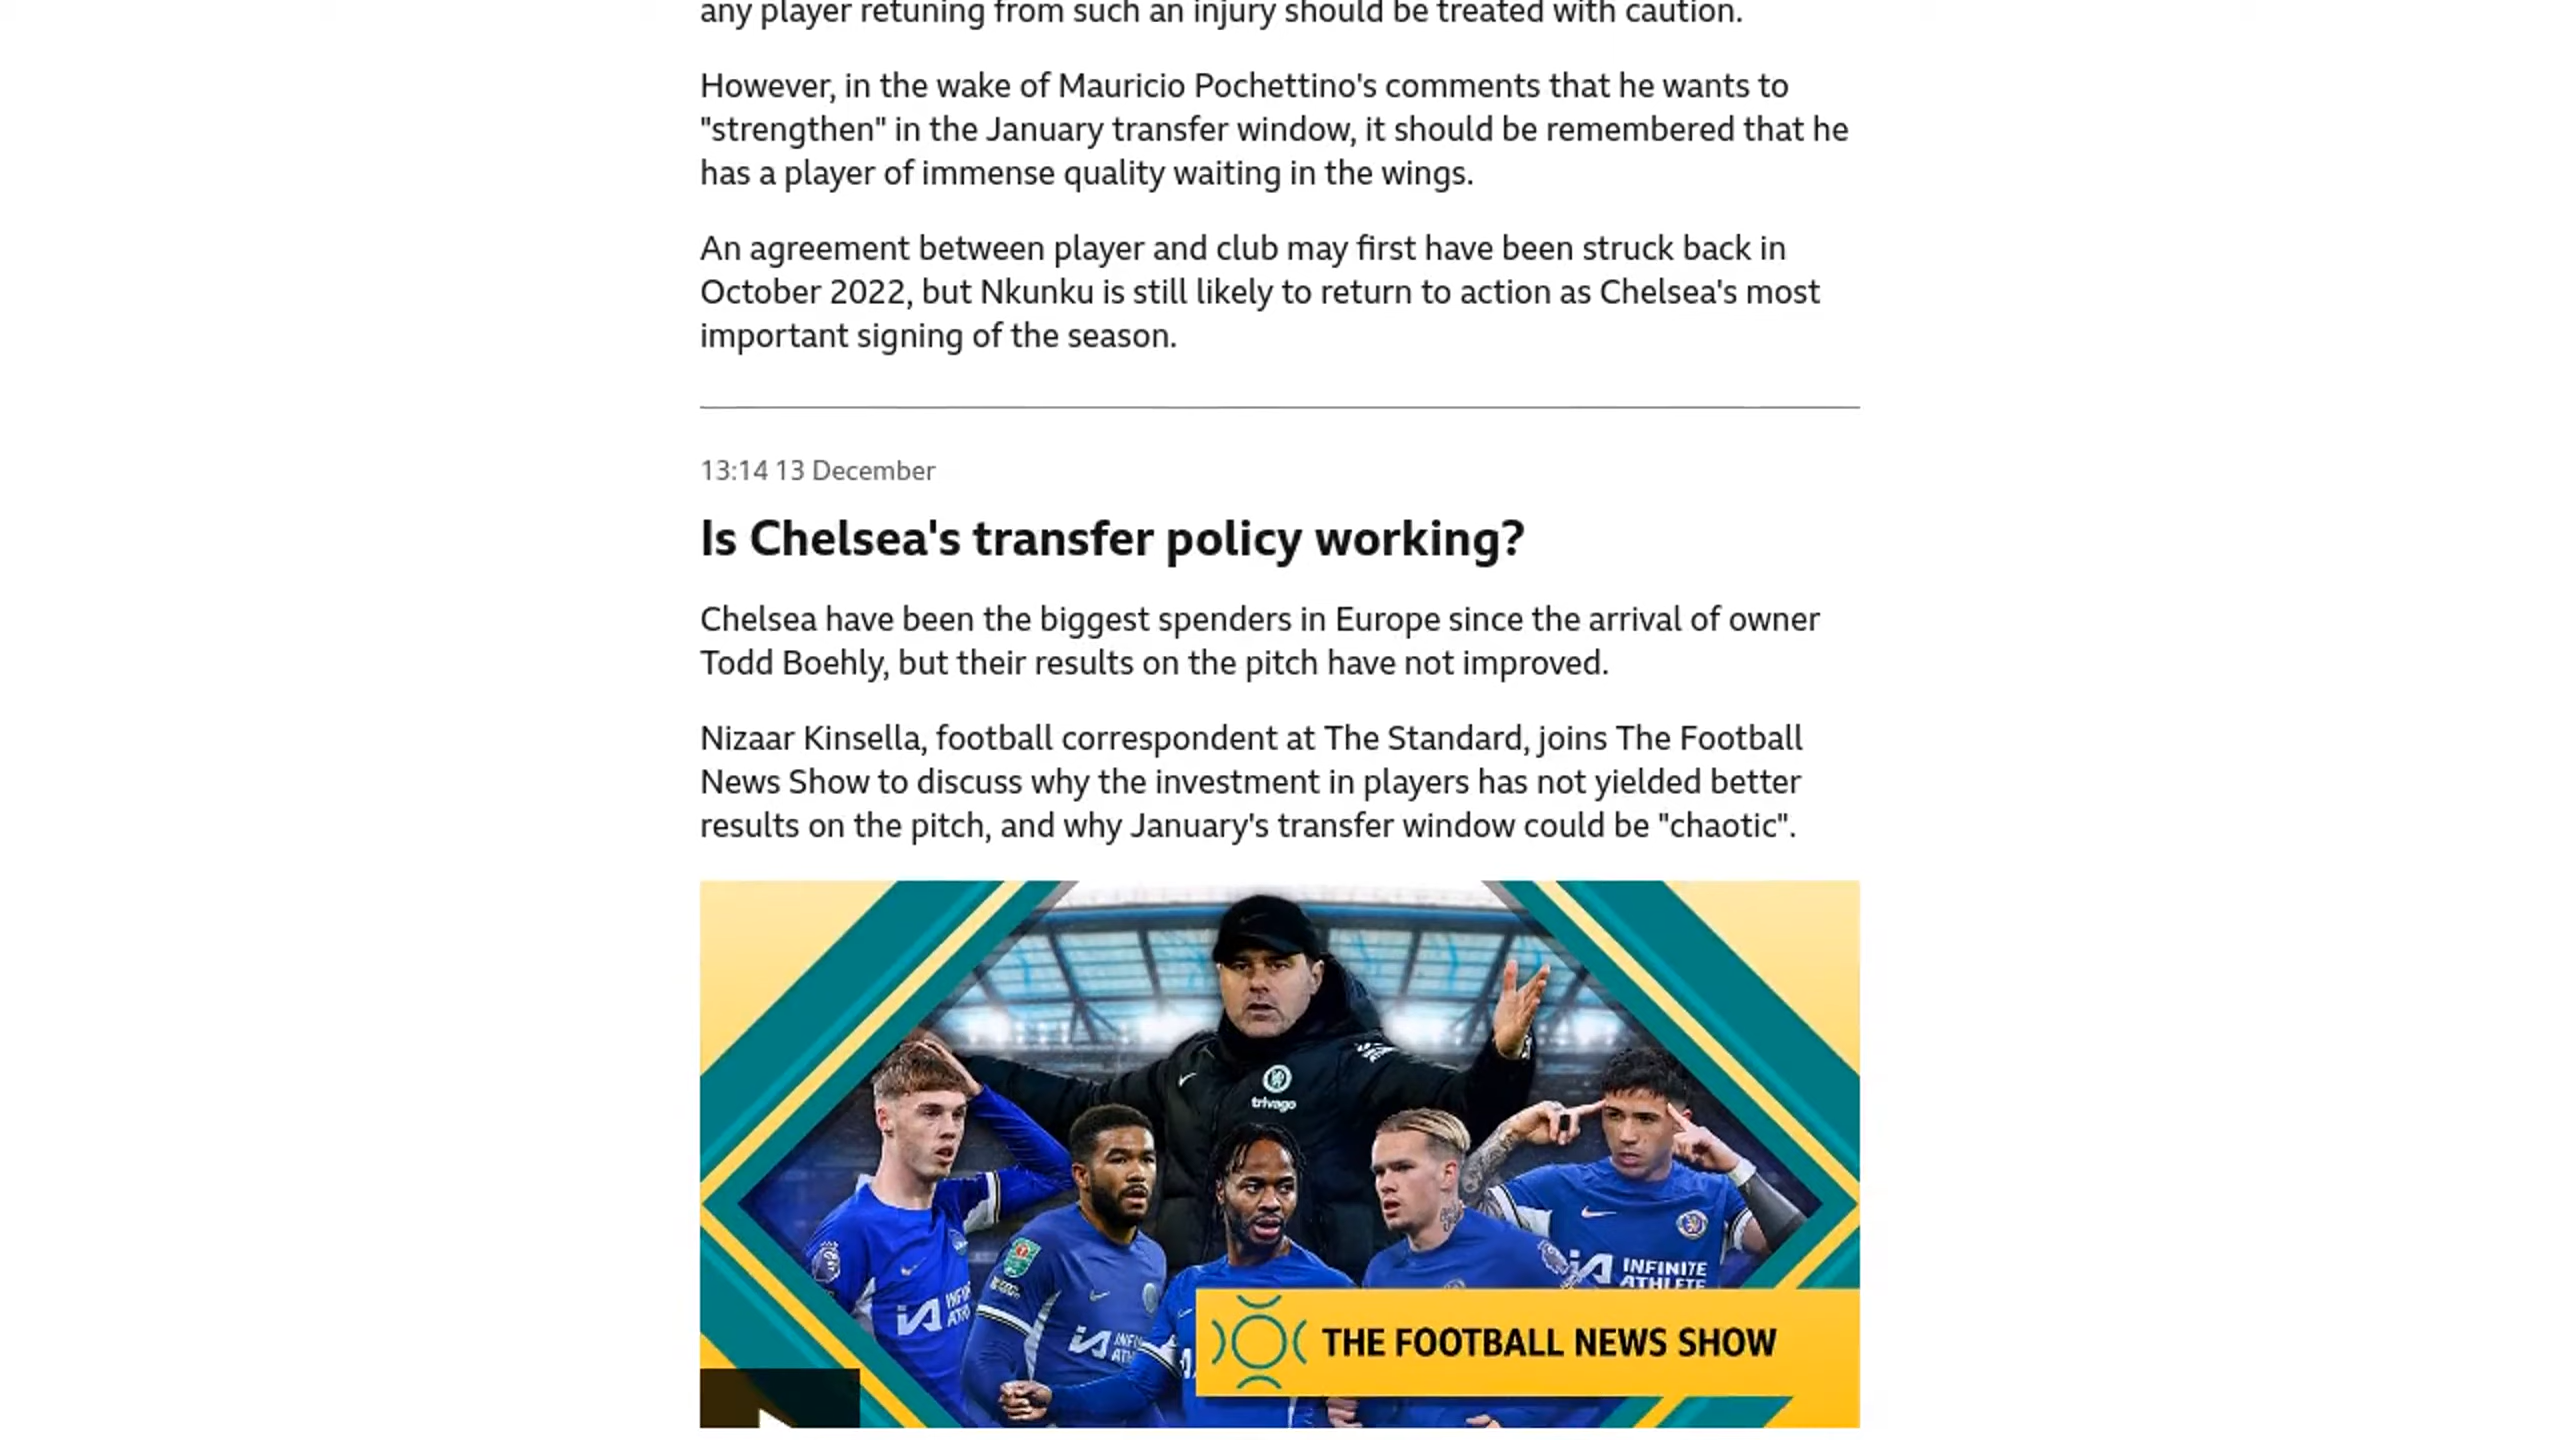 any player retuning from such an injury should be treated with caution.
However, in the wake of Mauricio Pochettino's comments that he wants to
"strengthen" in the January transfer window, it should be remembered that he
has a player of immense quality waiting in the wings.
An agreement between player and club may first have been struck back in
October 2022, but Nkunku is still likely to return to action as Chelsea's most
important signing of the season.
13:14 13 December
Is Chelsea's transfer policy working?
Chelsea have been the biggest spenders in Europe since the arrival of owner
Todd Boehly, but their results on the pitch have not improved.
Nizaar Kinsella, football correspondent at The Standard, joins The Football
News Show to discuss why the investment in players has not yielded better
results on the pitch, and why January's transfer window could be "chaotic".
trivago
INFINITE
ATHLETE
THE FOOTBALL NEWS SHOW